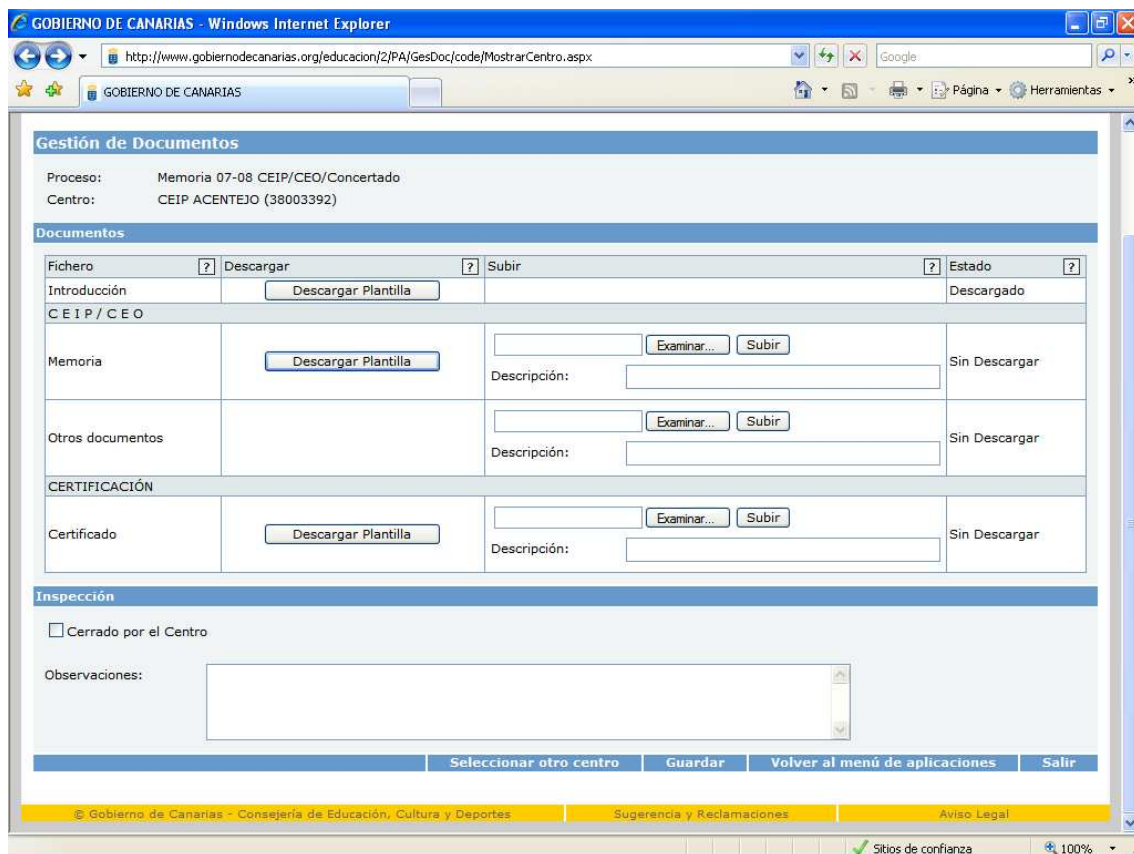 GOBIERNO DE CANARIAS - Windows Internet Explorer
http://www.gobiernodecanarias.org/educacion/2/PA/GesDoc/code/MostrarCentro.aspx Google
GOBIERNO DE CANARIAS Página Herramientas »
Gestión de Documentos
Proceso: Memoria 07-08 CEIP/CEO/Concertado
Centro: CEIP ACENTEJO (38003392)
Documentos
Fichero ? Descargar ? Subir ? Estado ?
Introducción Descargar Plantilla Descargado
CEIP/CEO
Examinar... Subir
Memoria Descargar Plantilla Sin Descargar
Descripción:
Examinar... Subir
Otros documentos Sin Descargar
Descripción:
CERTIFICACIÓN
Examinar... Subir
Certificado Descargar Plantilla Sin Descargar
Descripción:
Inspección
Cerrado por el Centro
Observaciones:
Seleccionar otro centro Guardar Volver al menú de aplicaciones Salir
© Gobierno de Canarias - Consejería de Educación, Cultura y Deportes Sugerencia y Reclamaciones Aviso Legal
Sitios de confianza 100%